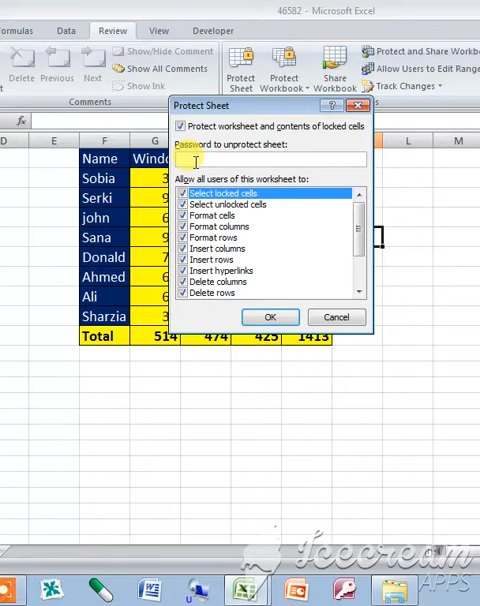 46582 - Microsoft Excel
Formulas Data Review View Developer
Delete Previous Next
Show/Hide Comment
Show All Comments
Show Ink
Comments
Protect Sheet
Protect Workbook
Share Workbook
Protect and Share Workbo
Allow Users to Edit Range
Track Changes
fx
Protect Sheet
Protect worksheet and contents of locked cells
Password to unprotect sheet:
Allow all users of this worksheet to:
Select locked cells
Select unlocked cells
Format cells
Format columns
Format rows
Insert columns
Insert rows
Insert hyperlinks
Delete columns
Delete rows
OK Cancel
D E F G L M
Name Windo
Sobia 3
Serki 9
john 6
Sana 9
Donald 7
Ahmed 6
Ali 6
Sharzia 3
Total 514 474 425 1413
Icecream
APPS